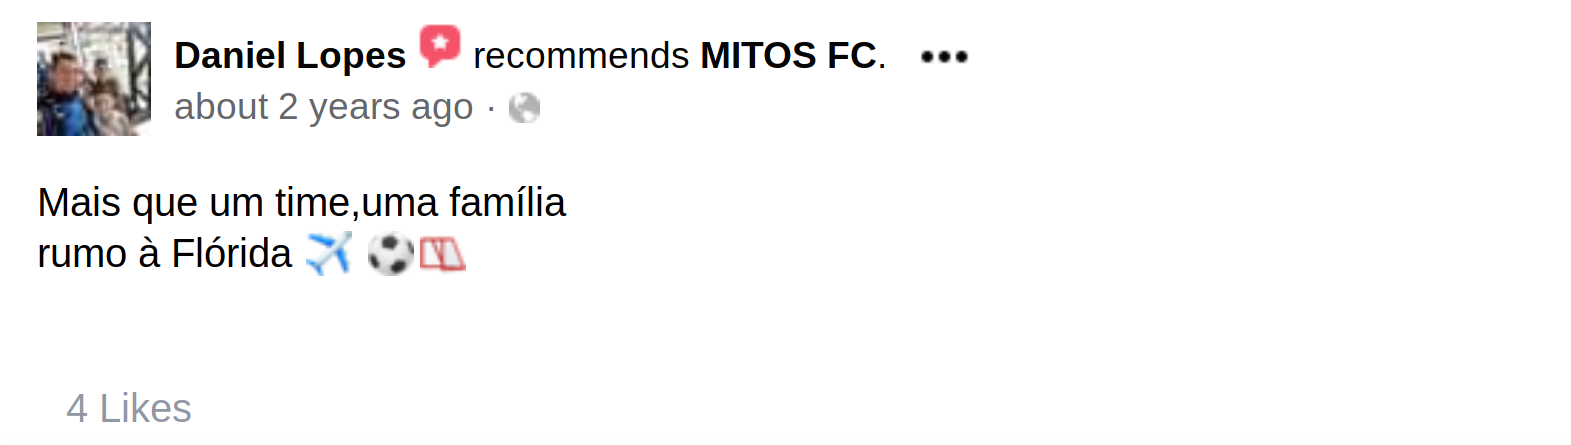 Daniel Lopes recommends MITOS FC.
about 2 years ago ·
Mais que um time,uma família
rumo à Flórida ✈️ ⚽🥅
4 Likes